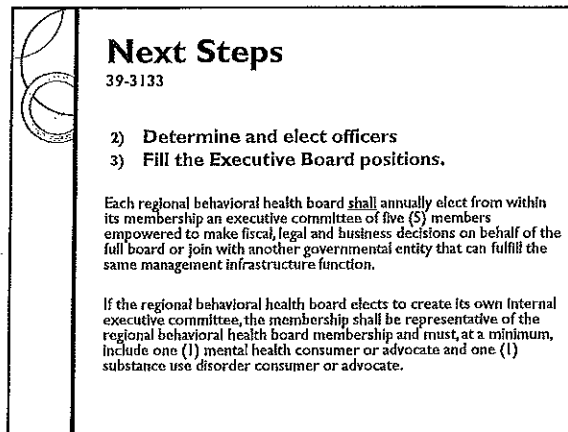 Next Steps
39-3133
2) Determine and elect officers
3) Fill the Executive Board positions.
Each regional behavioral health board shall annually elect from within
its membership an executive committee of five (5) members
empowered to make fiscal, legal and business decisions on behalf of the
full board or join with another governmental entity that can fulfill the
same management infrastructure function.
If the regional behavioral health board elects to create its own internal
executive committee, the membership shall be representative of the
regional behavioral health board membership and must, at a minimum,
include one (1) mental health consumer or advocate and one (1)
substance use disorder consumer or advocate.